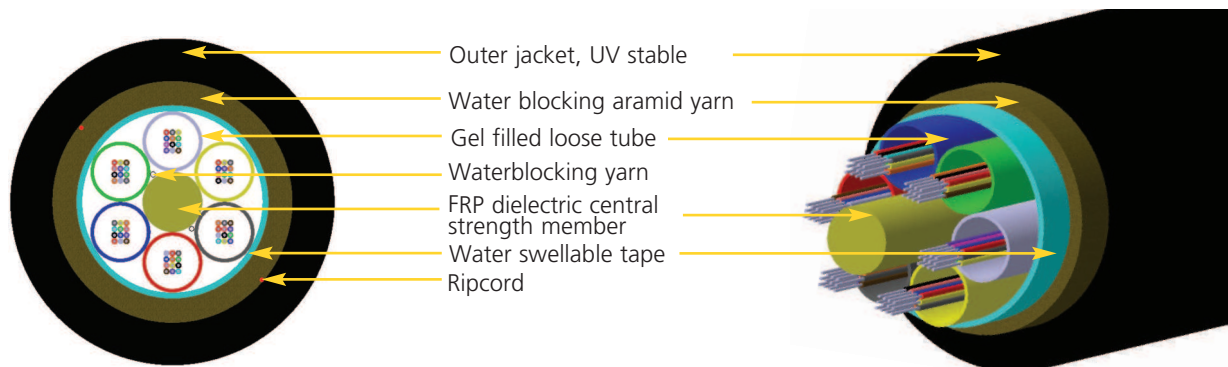 Outer jacket, UV stable
Water blocking aramid yarn
Gel filled loose tube
Waterblocking yarn
FRP dielectric central
strength member
Water swellable tape
Ripcord